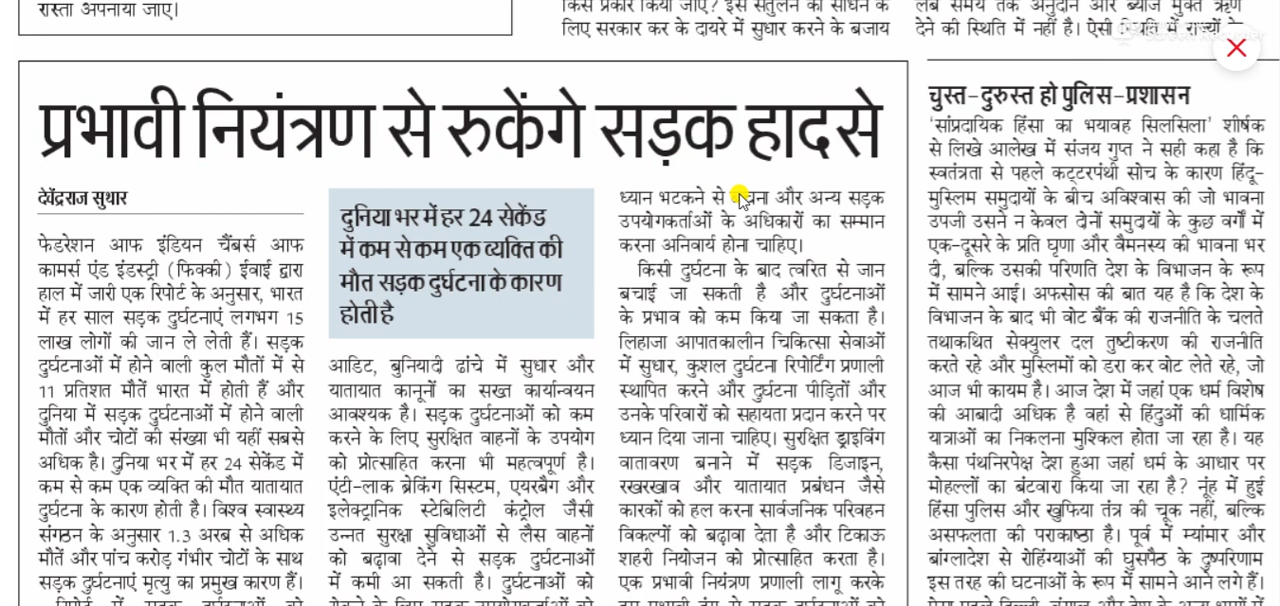 रास्ता अपनाया जाए।
किस प्रकार किया जाए? इस संतुलन को साधने के
लिए सरकार कर के दायरे में सुधार करने के बजाय
लंबे समय तक अनुदान और ब्याज मुक्त ऋण
देने की स्थिति में नहीं है। ऐसी स्थिति में राज्यों के
प्रभावी नियंत्रण से रुकेंगे सड़क हादसे
देवेंद्रराज सुथार
फेडरेशन आफ इंडियन चैंबर्स आफ
कामर्स एंड इंडस्ट्री (फिक्की) ईवाई द्वारा
हाल में जारी एक रिपोर्ट के अनुसार, भारत
में हर साल सड़क दुर्घटनाएं लगभग 15
लाख लोगों की जान ले लेती हैं। सड़क
दुर्घटनाओं में होने वाली कुल मौतों में से
11 प्रतिशत मौतें भारत में होती हैं और
दुनिया में सड़क दुर्घटनाओं में होने वाली
मौतों और चोटों की संख्या भी यहीं सबसे
अधिक है। दुनिया भर में हर 24 सेकेंड में
कम से कम एक व्यक्ति की मौत यातायात
दुर्घटना के कारण होती है। विश्व स्वास्थ्य
संगठन के अनुसार 1.3 अरब से अधिक
मौतें और पांच करोड़ गंभीर चोटों के साथ
सड़क दुर्घटनाएं मृत्यु का प्रमुख कारण हैं।
रिपोर्ट में सड़क दुर्घटनाओं को
दुनिया भर में हर 24 सेकेंड
में कम से कम एक व्यक्ति की
मौत सड़क दुर्घटना के कारण
होती है
आडिट, बुनियादी ढांचे में सुधार और
यातायात कानूनों का सख्त कार्यान्वयन
आवश्यक है। सड़क दुर्घटनाओं को कम
करने के लिए सुरक्षित वाहनों के उपयोग
को प्रोत्साहित करना भी महत्वपूर्ण है।
एंटी-लाक ब्रेकिंग सिस्टम, एयरबैग और
इलेक्ट्रानिक स्टेबिलिटी कंट्रोल जैसी
उन्नत सुरक्षा सुविधाओं से लैस वाहनों
को बढ़ावा देने से सड़क दुर्घटनाओं
में कमी आ सकती है। दुर्घटनाओं को
रोकने के लिए सड़क उपयोगकर्ताओं को
ध्यान भटकने से बचना और अन्य सड़क
उपयोगकर्ताओं के अधिकारों का सम्मान
करना अनिवार्य होना चाहिए।
किसी दुर्घटना के बाद त्वरित से जान
बचाई जा सकती है और दुर्घटनाओं
के प्रभाव को कम किया जा सकता है।
लिहाजा आपातकालीन चिकित्सा सेवाओं
में सुधार, कुशल दुर्घटना रिपोर्टिंग प्रणाली
स्थापित करने और दुर्घटना पीड़ितों और
उनके परिवारों को सहायता प्रदान करने पर
ध्यान दिया जाना चाहिए। सुरक्षित ड्राइविंग
वातावरण बनाने में सड़क डिजाइन,
रखरखाव और यातायात प्रबंधन जैसे
कारकों को हल करना सार्वजनिक परिवहन
विकल्पों को बढ़ावा देता है और टिकाऊ
शहरी नियोजन को प्रोत्साहित करता है।
एक प्रभावी नियंत्रण प्रणाली लागू करके
चुस्त-दुरुस्त हो पुलिस-प्रशासन
'सांप्रदायिक हिंसा का भयावह सिलसिला' शीर्षक
से लिखे आलेख में संजय गुप्त ने सही कहा है कि
स्वतंत्रता से पहले कट्टरपंथी सोच के कारण हिंदू-
मुस्लिम समुदायों के बीच अविश्वास की जो भावना
उपजी उसने न केवल दोनों समुदायों के कुछ वर्गों में
एक-दूसरे के प्रति घृणा और वैमनस्य की भावना भर
दी, बल्कि उसकी परिणति देश के विभाजन के रूप
में सामने आई। अफसोस की बात यह है कि देश के
विभाजन के बाद भी वोट बैंक की राजनीति के चलते
तथाकथित सेक्युलर दल तुष्टीकरण की राजनीति
करते रहे और मुस्लिमों को डरा कर वोट लेते रहे, जो
आज भी कायम है। आज देश में जहां एक धर्म विशेष
की आबादी अधिक है वहां से हिंदुओं की धार्मिक
यात्राओं का निकलना मुश्किल होता जा रहा है। यह
कैसा पंथनिरपेक्ष देश हुआ जहां धर्म के आधार पर
मोहल्लों का बंटवारा किया जा रहा है? नूंह में हुई
हिंसा पुलिस और खुफिया तंत्र की चूक नहीं, बल्कि
असफलता की पराकाष्ठा है। पूर्व में म्यांमार और
बांग्लादेश से रोहिंग्याओं की घुसपैठ के दुष्परिणाम
इस तरह की घटनाओं के रूप में सामने आने लगे हैं।